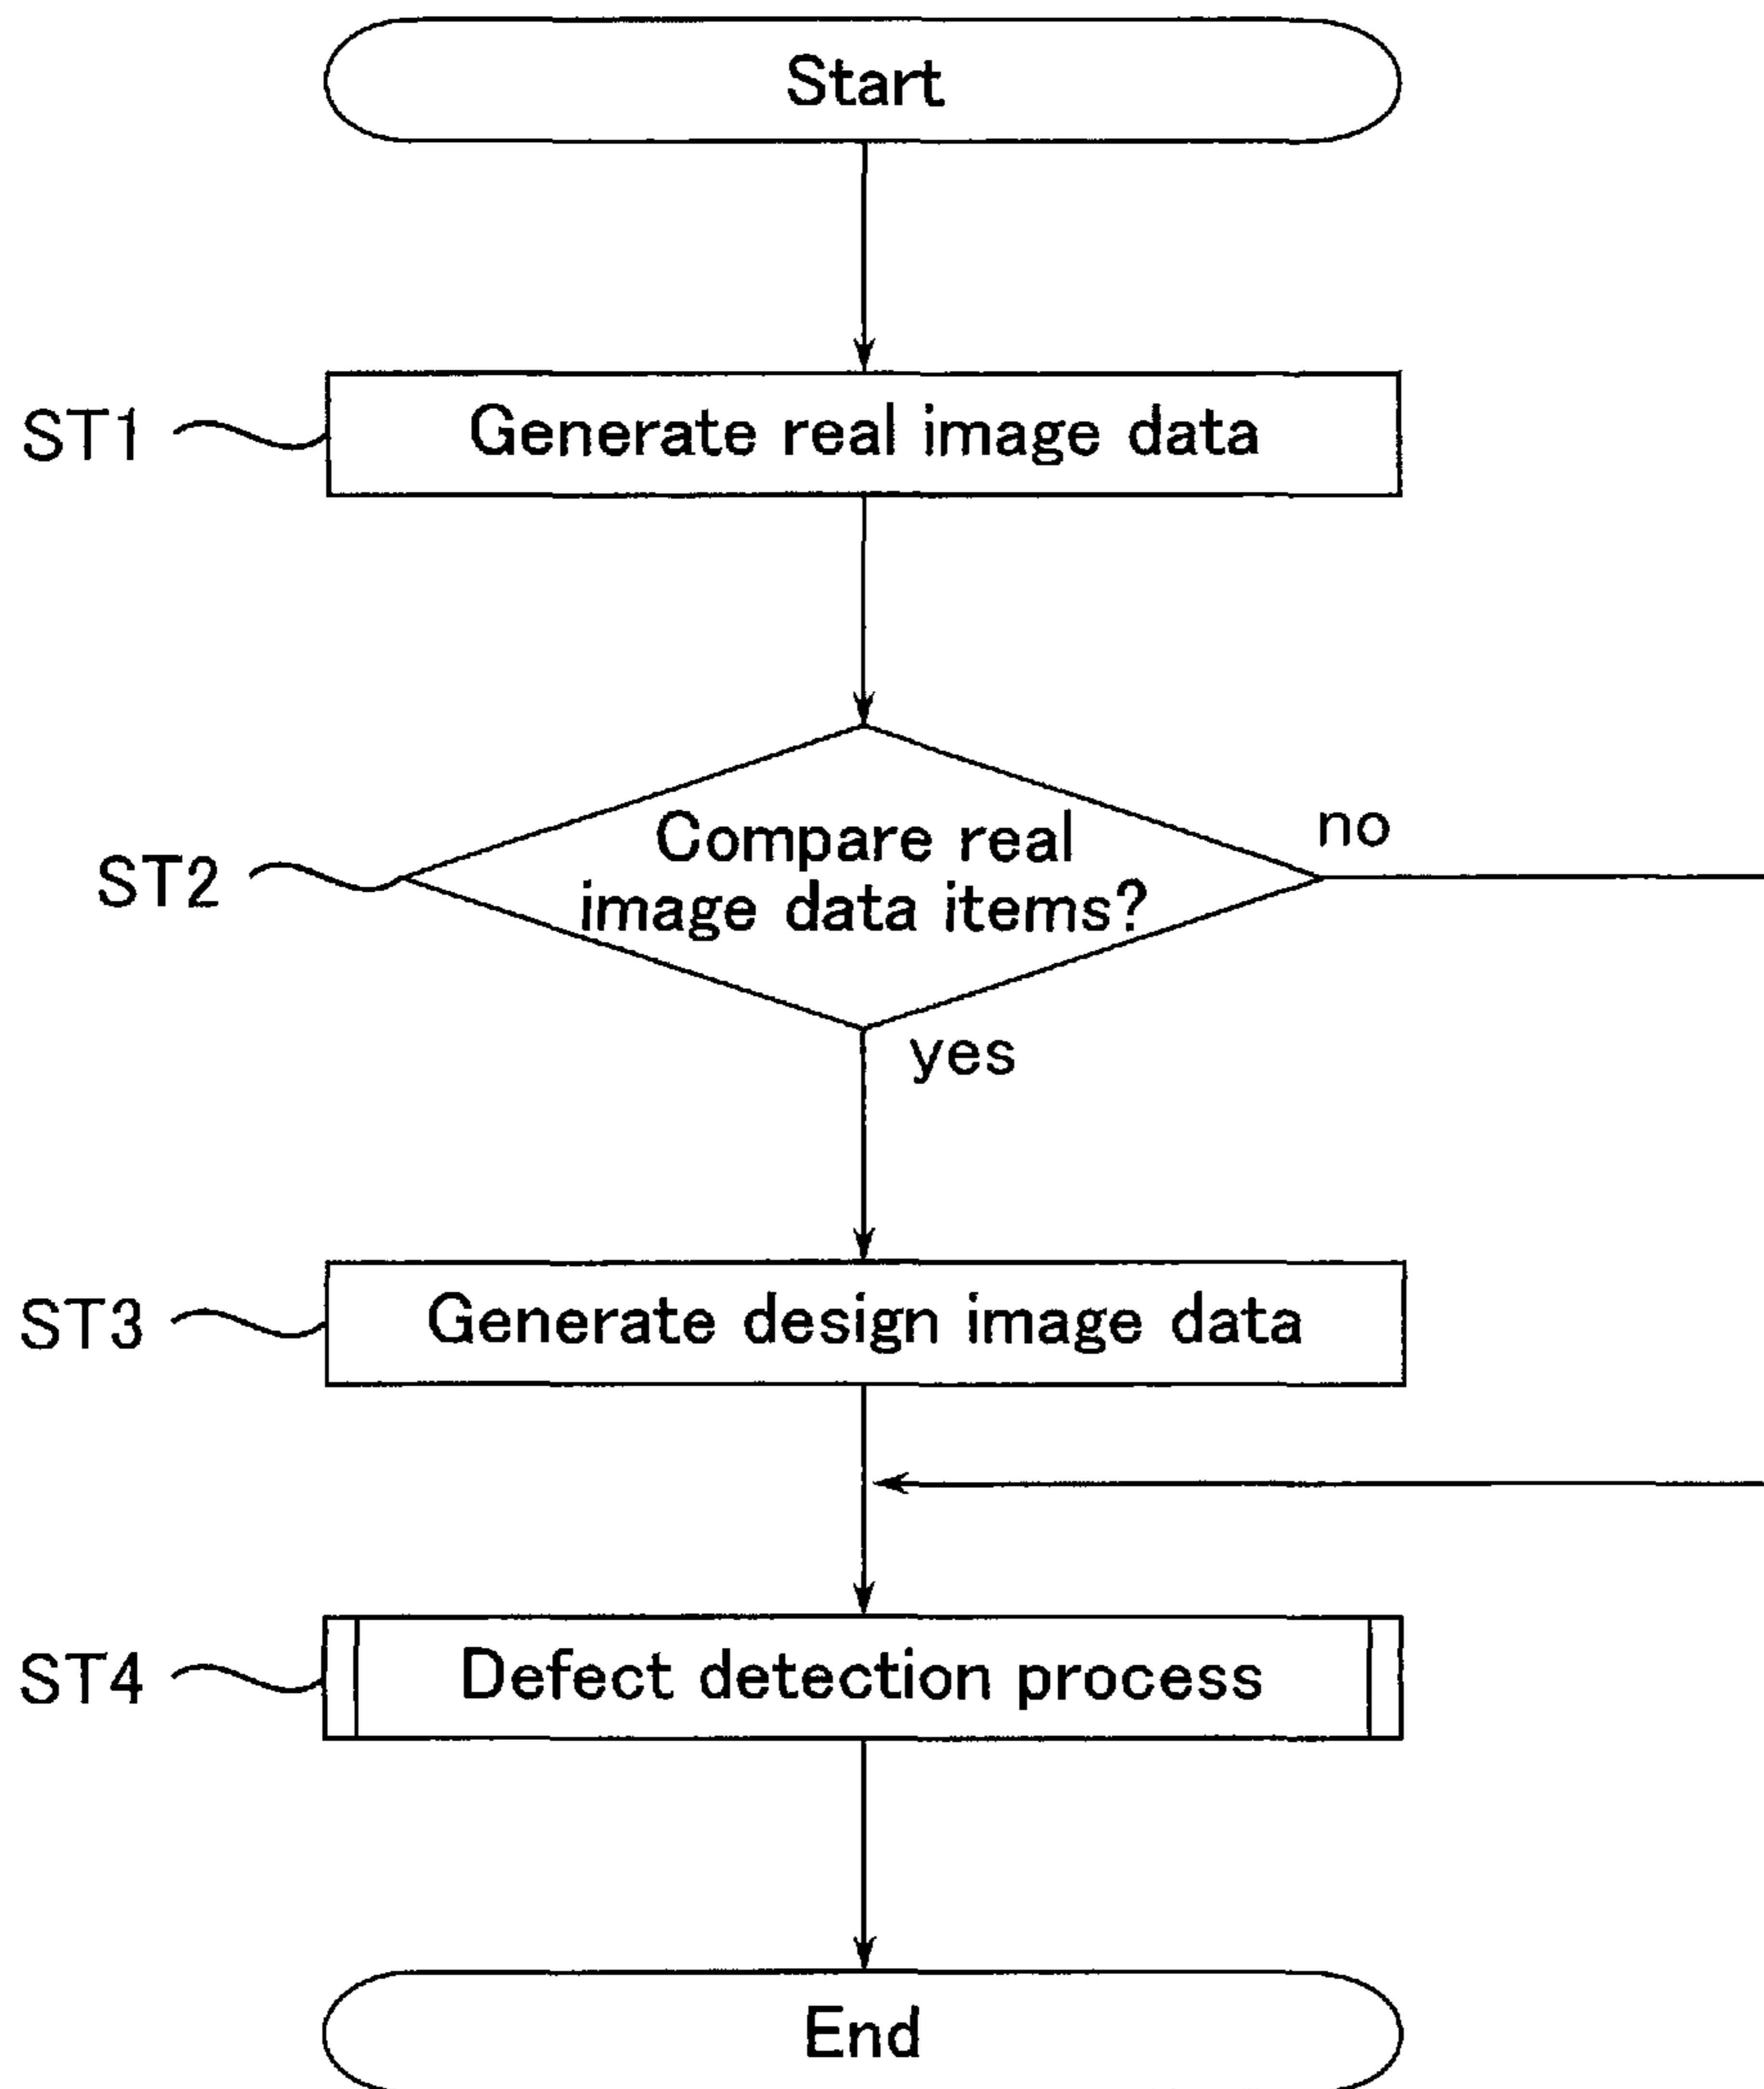 Start
ST1
Generate real image data
ST2
Compare real
image data items?
no
yes
ST3
Generate design image data
ST4
Defect detection process
End